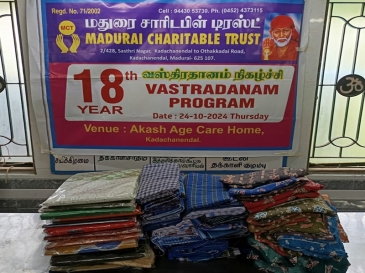 Regd. No. 71/2002
Cell : 94430 53730. Ph. (0452) 4373115
மதுரை சாரிடபிள் டிரஸ்ட்
MCT
MADURAI CHARITABLE TRUST
2/428, Sasthri Nagar, Kadachanendal to Othakkadai Road,
Kadachanendal, Madurai- 625 107.
18th YEAR
வஸ்திரதானம் நிகழ்ச்சி
VASTRADANAM
PROGRAM
Date : 24-10-2024 Thursday
Venue : Akash Age Care Home,
Kadachanendal.